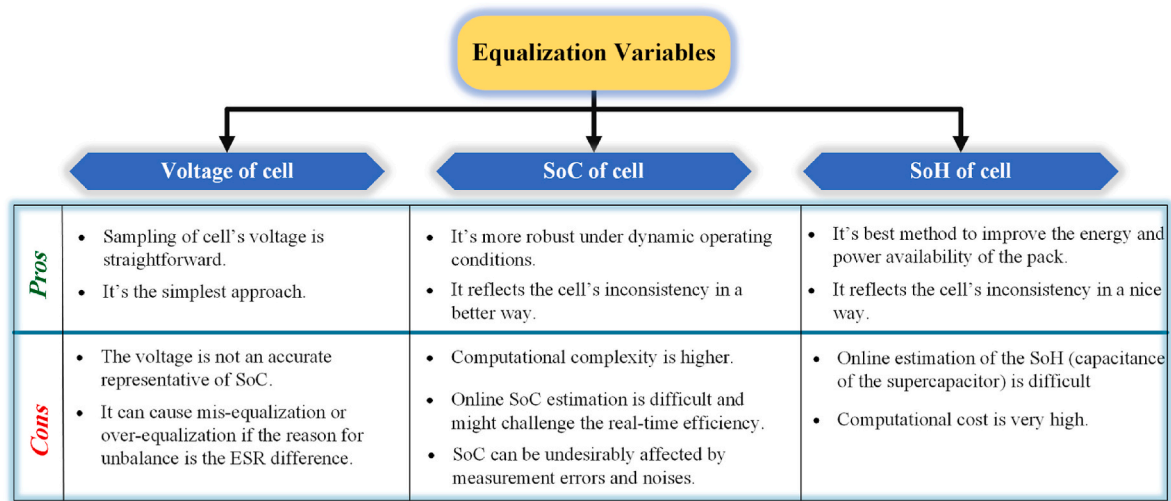 Equalization Variables
Voltage of cell
SoC of cell
SoH of cell
Pros
• Sampling of cell's voltage is
straightforward.
• It's the simplest approach.
• It's more robust under dynamic operating
conditions.
• It reflects the cell's inconsistency in a
better way.
• It's best method to improve the energy and
power availability of the pack.
• It reflects the cell's inconsistency in a nice
way.
Cons
• The voltage is not an accurate
representative of SoC.
• It can cause mis-equalization or
over-equalization if the reason for
unbalance is the ESR difference.
• Computational complexity is higher.
• Online SoC estimation is difficult and
might challenge the real-time efficiency.
• SoC can be undesirably affected by
measurement errors and noises.
• Online estimation of the SoH (capacitance
of the supercapacitor) is difficult
• Computational cost is very high.